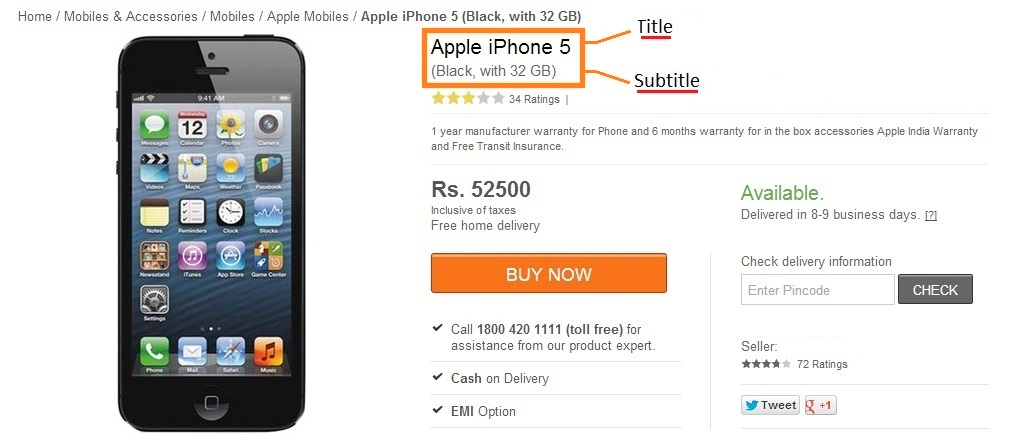 Home / Mobiles & Accessories / Mobiles / Apple Mobiles / Apple iPhone 5 (Black, with 32 GB)
Title
Apple iPhone 5
(Black, with 32 GB)
Subtitle
34 Ratings |
1 year manufacturer warranty for Phone and 6 months warranty for in the box accessories Apple India Warranty
and Free Transit Insurance.
Rs. 52500
Inclusive of taxes
Free home delivery
BUY NOW
Call 1800 420 1111 (toll free) for
assistance from our product expert.
Cash on Delivery
EMI Option
Available.
Delivered in 8-9 business days. [?]
Check delivery information
Enter Pincode
CHECK
Seller:
72 Ratings
Tweet
g +1
9:41 AM
Wednesday
12
Messages Calendar Photos Camera
Videos Maps Weather Passbook
Notes Reminders Clock Stocks
Newsstand iTunes App Store Game Center
Settings
Phone Mail Safari Music